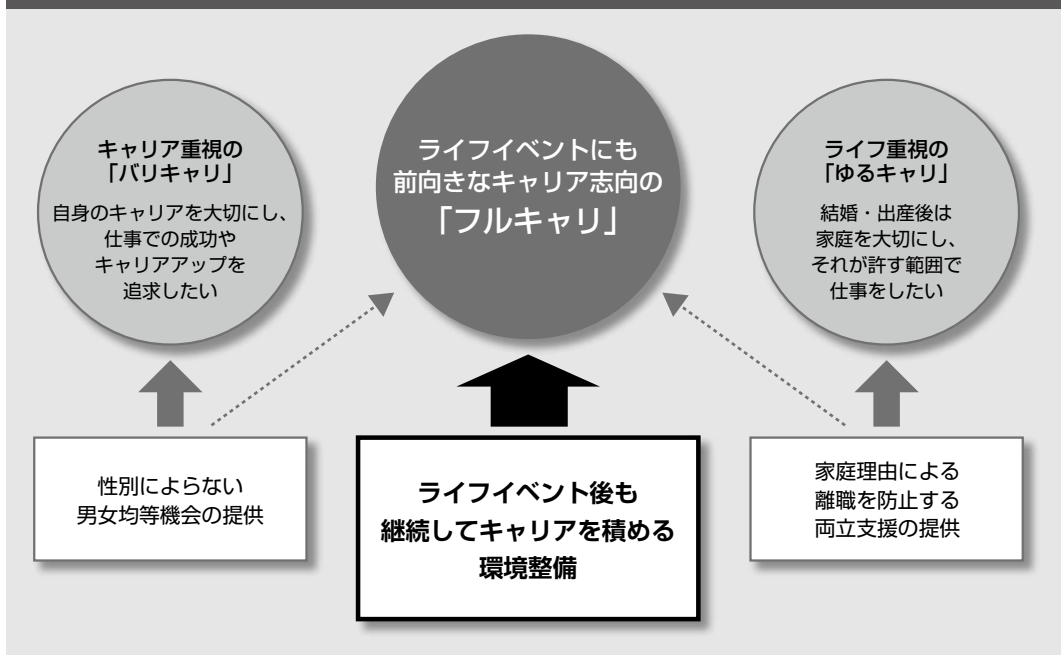 キャリア重視の
「バリキャリ」
自身のキャリアを大切にし、
仕事での成功や
キャリアアップを
追求したい
ライフイベントにも
前向きなキャリア志向の
「フルキャリ」
ライフ重視の
「ゆるキャリ」
結婚・出産後は
家庭を大切にし、
それが許す範囲で
仕事をしたい
性別によらない
男女均等機会の提供
ライフイベント後も
継続してキャリアを積める
環境整備
家庭理由による
離職を防止する
両立支援の提供